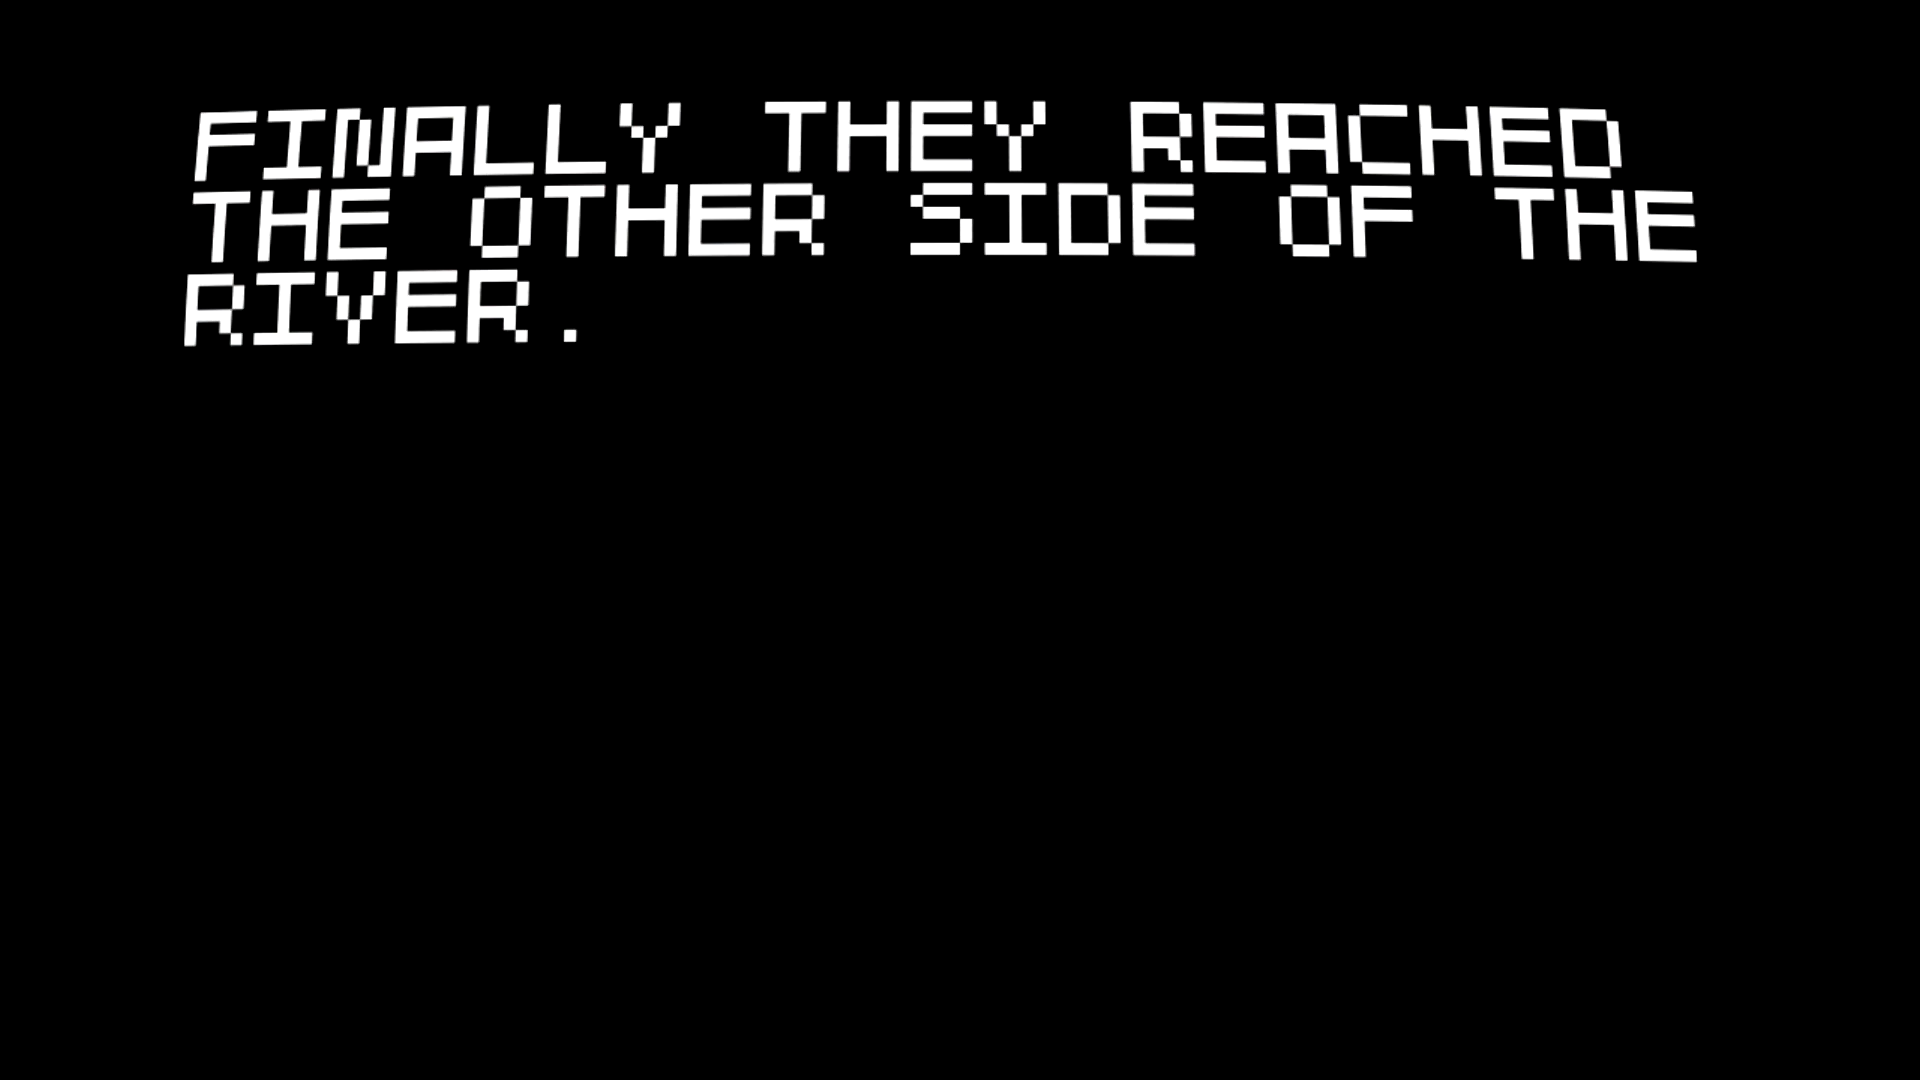 FINALLY THEY REACHED
THE OTHER SIDE OF THE
RIVER.